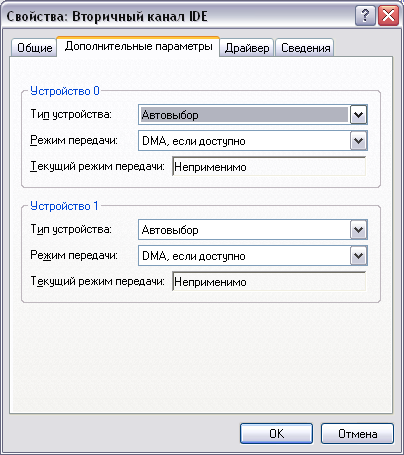 Свойства: Вторичный канал IDE
Общие Дополнительные параметры Драйвер Сведения
Устройство 0
Тип устройства: Автовыбор
Режим передачи: DMA, если доступно
Текущий режим передачи: Неприменимо
Устройство 1
Тип устройства: Автовыбор
Режим передачи: DMA, если доступно
Текущий режим передачи: Неприменимо
OK Отмена